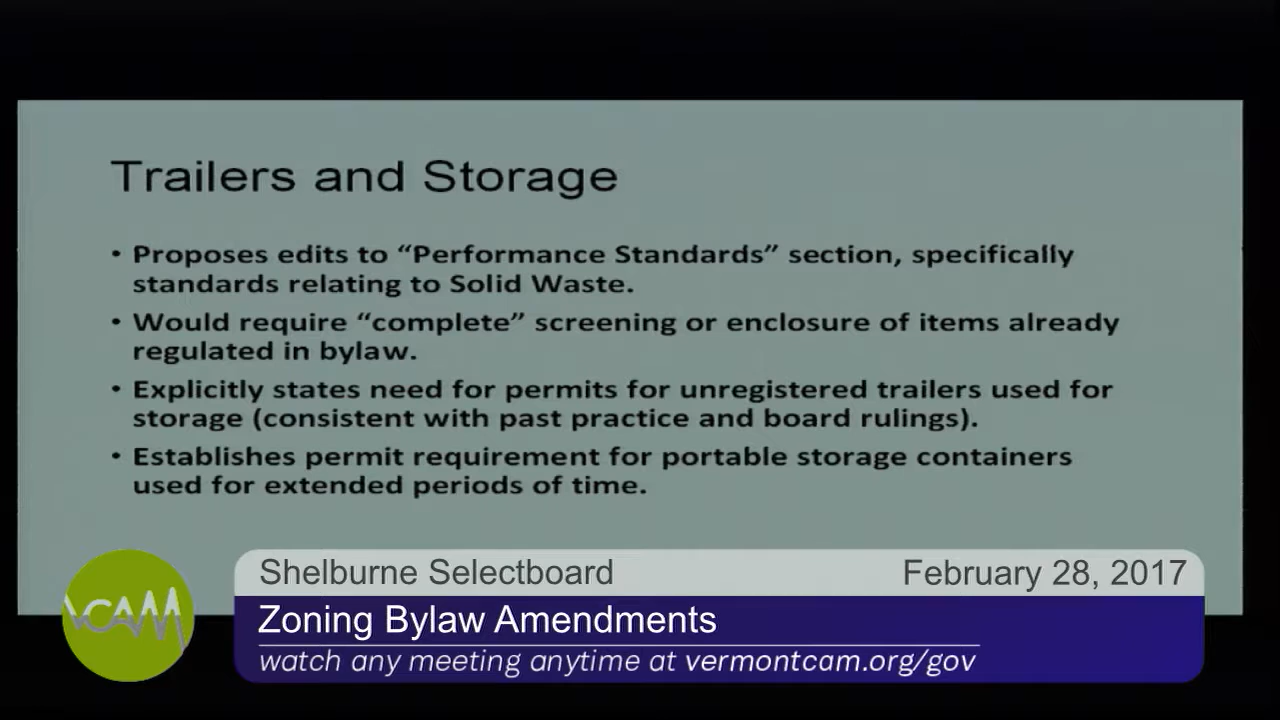 Trailers and Storage
• Proposes edits to “Performance Standards” section, specifically
standards relating to Solid Waste.
• Would require “complete” screening or enclosure of items already
regulated in bylaw.
• Explicitly states need for permits for unregistered trailers used for
storage (consistent with past practice and board rulings).
• Establishes permit requirement for portable storage containers
used for extended periods of time.
VCAM
Shelburne Selectboard February 28, 2017
Zoning Bylaw Amendments
watch any meeting anytime at vermontcam.org/gov